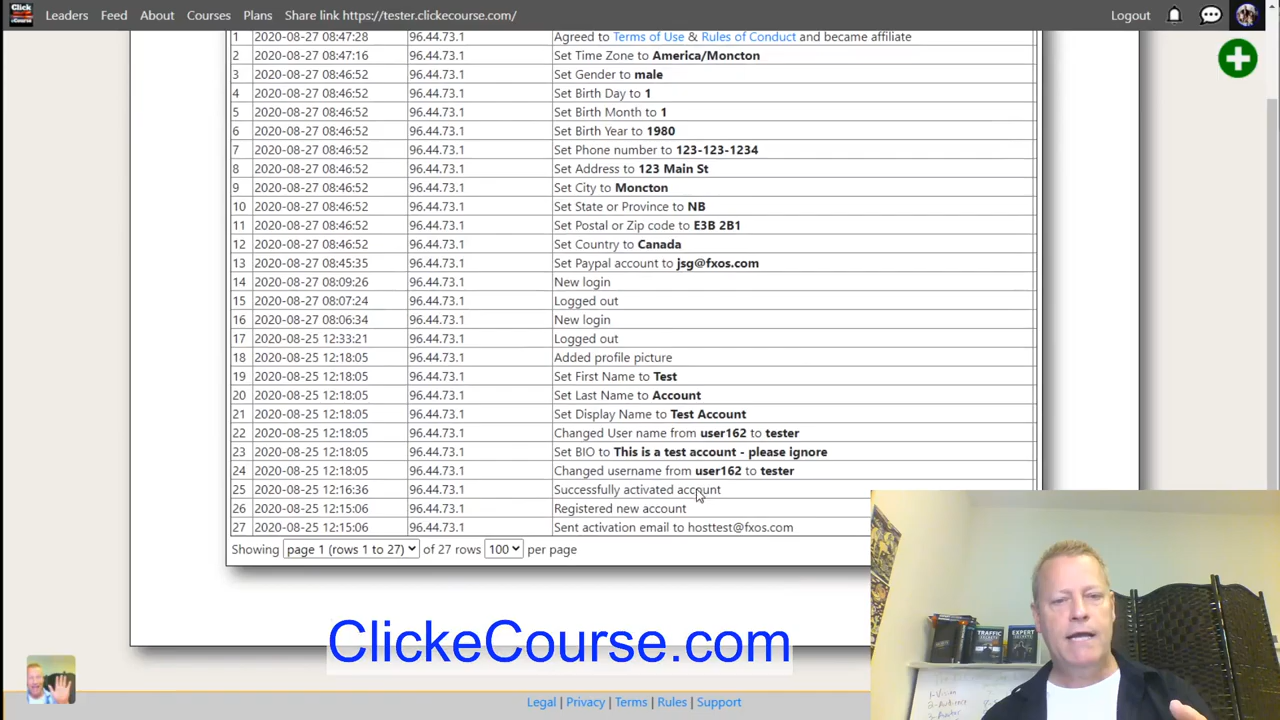 Click
Course
Leaders Feed About Courses Plans Share link https://tester.clickecourse.com/ Logout
1 2020-08-27 08:47:28 96.44.73.1 Agreed to Terms of Use & Rules of Conduct and became affiliate
2 2020-08-27 08:47:16 96.44.73.1 Set Time Zone to America/Moncton
3 2020-08-27 08:46:52 96.44.73.1 Set Gender to male
4 2020-08-27 08:46:52 96.44.73.1 Set Birth Day to 1
5 2020-08-27 08:46:52 96.44.73.1 Set Birth Month to 1
6 2020-08-27 08:46:52 96.44.73.1 Set Birth Year to 1980
7 2020-08-27 08:46:52 96.44.73.1 Set Phone number to 123-123-1234
8 2020-08-27 08:46:52 96.44.73.1 Set Address to 123 Main St
9 2020-08-27 08:46:52 96.44.73.1 Set City to Moncton
10 2020-08-27 08:46:52 96.44.73.1 Set State or Province to NB
11 2020-08-27 08:46:52 96.44.73.1 Set Postal or Zip code to E3B 2B1
12 2020-08-27 08:46:52 96.44.73.1 Set Country to Canada
13 2020-08-27 08:45:35 96.44.73.1 Set Paypal account to jsg@fxos.com
14 2020-08-27 08:09:26 96.44.73.1 New login
15 2020-08-27 08:07:24 96.44.73.1 Logged out
16 2020-08-27 08:06:34 96.44.73.1 New login
17 2020-08-25 12:33:21 96.44.73.1 Logged out
18 2020-08-25 12:18:05 96.44.73.1 Added profile picture
19 2020-08-25 12:18:05 96.44.73.1 Set First Name to Test
20 2020-08-25 12:18:05 96.44.73.1 Set Last Name to Account
21 2020-08-25 12:18:05 96.44.73.1 Set Display Name to Test Account
22 2020-08-25 12:18:05 96.44.73.1 Changed User name from user162 to tester
23 2020-08-25 12:18:05 96.44.73.1 Set BIO to This is a test account - please ignore
24 2020-08-25 12:18:05 96.44.73.1 Changed username from user162 to tester
25 2020-08-25 12:16:36 96.44.73.1 Successfully activated account
26 2020-08-25 12:15:06 96.44.73.1 Registered new account
27 2020-08-25 12:15:06 96.44.73.1 Sent activation email to hosttest@fxos.com
Showing page 1 (rows 1 to 27) of 27 rows 100 per page
ClickeCourse.com
TRAFFIC
EXPERT
Legal | Privacy | Terms | Rules | Support